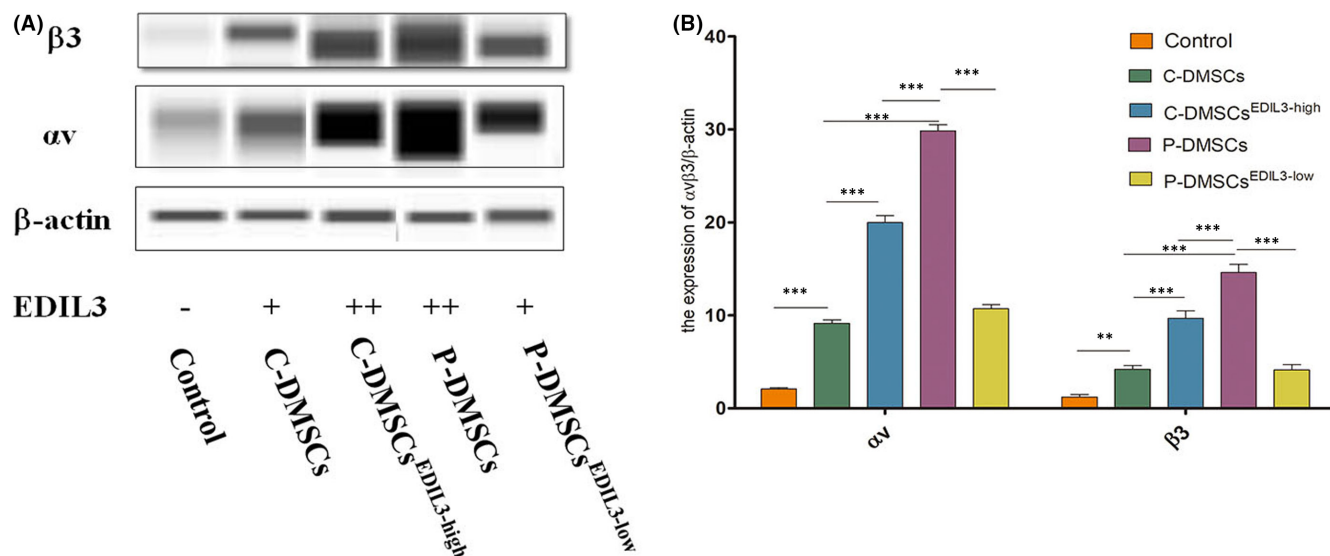 (A)
β3
αv
β-actin
EDIL3 - + ++ ++ +
Control
C-DMSCs
C-DMSCsEDIL3-high
P-DMSCs
P-DMSCsEDIL3-low
(B)
the expression of αvβ3/β-actin
40
30
20
10
0
*** *** *** *** ***
** *** *** *** ***
αv β3
Control
C-DMSCs
C-DMSCsEDIL3-high
P-DMSCs
P-DMSCsEDIL3-low